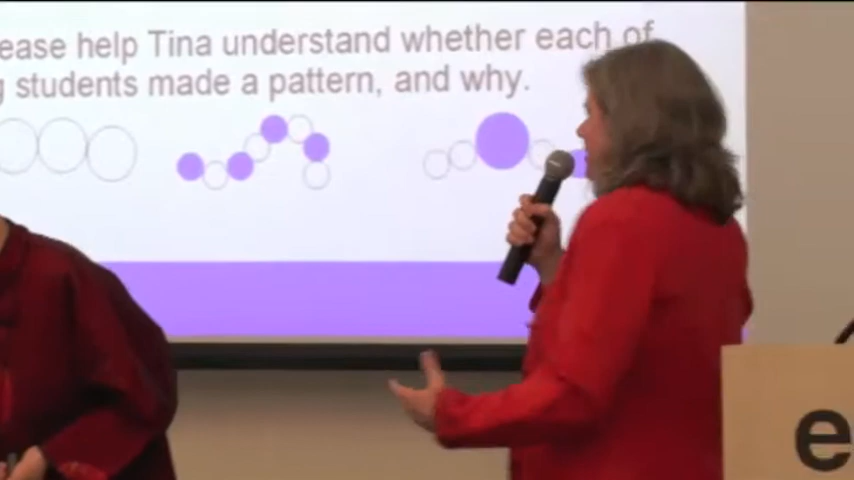 ease help Tina understand whether each of
g students made a pattern, and why.
e